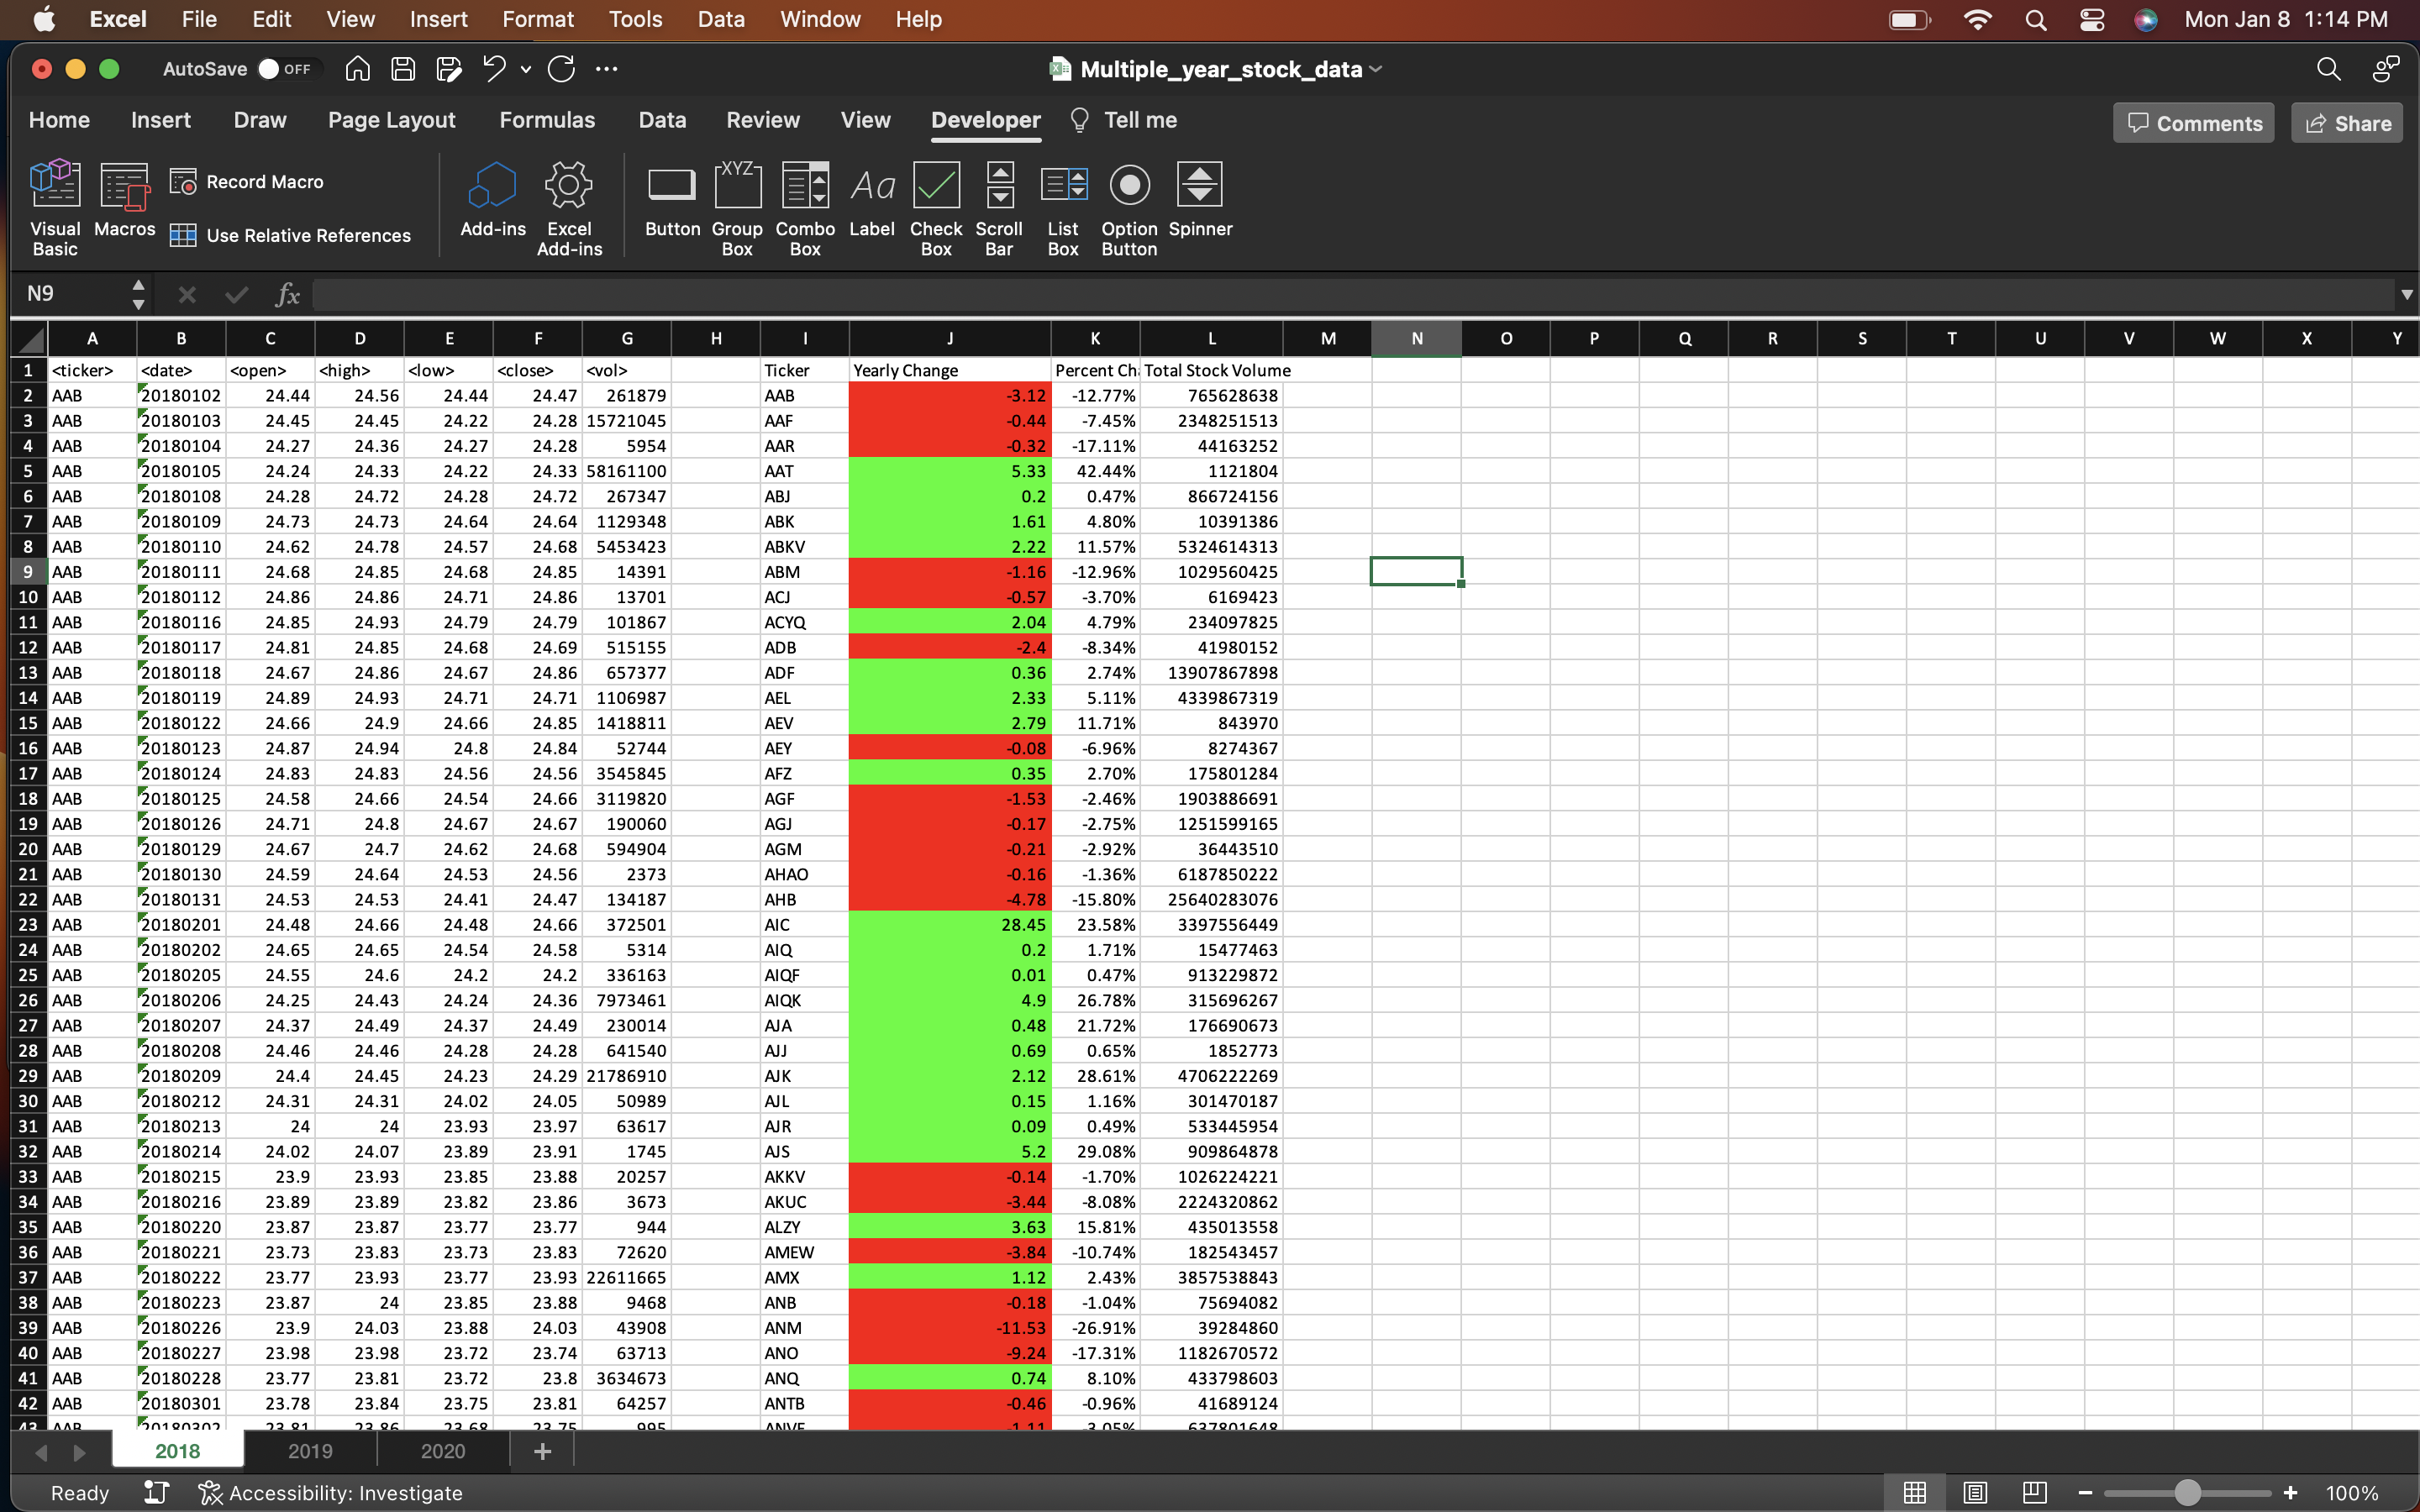 Excel File Edit View Insert Format Tools Data Window Help Mon Jan 8 1:14 PM
AutoSave OFF Multiple_year_stock_data
Home Insert Draw Page Layout Formulas Data Review View Developer Tell me Comments Share
Visual Basic Macros Record Macro Use Relative References Add-ins Excel Add-ins Button XYZ Group Box Combo Box Aa Label Check Box Scroll Bar List Box Option Button Spinner
N9 fx
A B C D E F G H I J K L M N O P Q R S T U V W X Y
1 <ticker> <date> <open> <high> <low> <close> <vol> Ticker Yearly Change Percent Ch Total Stock Volume
2 AAB 20180102 24.44 24.56 24.44 24.47 261879 AAB -3.12 -12.77% 765628638
3 AAB 20180103 24.45 24.45 24.22 24.28 15721045 AAF -0.44 -7.45% 2348251513
4 AAB 20180104 24.27 24.36 24.27 24.28 5954 AAR -0.32 -17.11% 44163252
5 AAB 20180105 24.24 24.33 24.22 24.33 58161100 AAT 5.33 42.44% 1121804
6 AAB 20180108 24.28 24.72 24.28 24.72 267347 ABJ 0.2 0.47% 866724156
7 AAB 20180109 24.73 24.73 24.64 24.64 1129348 ABK 1.61 4.80% 10391386
8 AAB 20180110 24.62 24.78 24.57 24.68 5453423 ABKV 2.22 11.57% 5324614313
9 AAB 20180111 24.68 24.85 24.68 24.85 14391 ABM -1.16 -12.96% 1029560425
10 AAB 20180112 24.86 24.86 24.71 24.86 13701 ACJ -0.57 -3.70% 6169423
11 AAB 20180116 24.85 24.93 24.79 24.79 101867 ACYQ 2.04 4.79% 234097825
12 AAB 20180117 24.81 24.85 24.68 24.69 515155 ADB -2.4 -8.34% 41980152
13 AAB 20180118 24.67 24.86 24.67 24.86 657377 ADF 0.36 2.74% 13907867898
14 AAB 20180119 24.89 24.93 24.71 24.71 1106987 AEL 2.33 5.11% 4339867319
15 AAB 20180122 24.66 24.9 24.66 24.85 1418811 AEV 2.79 11.71% 843970
16 AAB 20180123 24.87 24.94 24.8 24.84 52744 AEY -0.08 -6.96% 8274367
17 AAB 20180124 24.83 24.83 24.56 24.56 3545845 AFZ 0.35 2.70% 175801284
18 AAB 20180125 24.58 24.66 24.54 24.66 3119820 AGF -1.53 -2.46% 1903886691
19 AAB 20180126 24.71 24.8 24.67 24.67 190060 AGJ -0.17 -2.75% 1251599165
20 AAB 20180129 24.67 24.7 24.62 24.68 594904 AGM -0.21 -2.92% 36443510
21 AAB 20180130 24.59 24.64 24.53 24.56 2373 AHAO -0.16 -1.36% 6187850222
22 AAB 20180131 24.53 24.53 24.41 24.47 134187 AHB -4.78 -15.80% 25640283076
23 AAB 20180201 24.48 24.66 24.48 24.66 372501 AIC 28.45 23.58% 3397556449
24 AAB 20180202 24.65 24.65 24.54 24.58 5314 AIQ 0.2 1.71% 15477463
25 AAB 20180205 24.55 24.6 24.2 24.2 336163 AIQF 0.01 0.47% 913229872
26 AAB 20180206 24.25 24.43 24.24 24.36 7973461 AIQK 4.9 26.78% 315696267
27 AAB 20180207 24.37 24.49 24.37 24.49 230014 AJA 0.48 21.72% 176690673
28 AAB 20180208 24.46 24.46 24.28 24.28 641540 AJJ 0.69 0.65% 1852773
29 AAB 20180209 24.4 24.45 24.23 24.29 21786910 AJK 2.12 28.61% 4706222269
30 AAB 20180212 24.31 24.31 24.02 24.05 50989 AJL 0.15 1.16% 301470187
31 AAB 20180213 24 24 23.93 23.97 63617 AJR 0.09 0.49% 533445954
32 AAB 20180214 24.02 24.07 23.89 23.91 1745 AJS 5.2 29.08% 909864878
33 AAB 20180215 23.9 23.93 23.85 23.88 20257 AKKV -0.14 -1.70% 1026224221
34 AAB 20180216 23.89 23.89 23.82 23.86 3673 AKUC -3.44 -8.08% 2224320862
35 AAB 20180220 23.87 23.87 23.77 23.77 944 ALZY 3.63 15.81% 435013558
36 AAB 20180221 23.73 23.83 23.73 23.83 72620 AMEW -3.84 -10.74% 182543457
37 AAB 20180222 23.77 23.93 23.77 23.93 22611665 AMX 1.12 2.43% 3857538843
38 AAB 20180223 23.87 24 23.85 23.88 9468 ANB -0.18 -1.04% 75694082
39 AAB 20180226 23.9 24.03 23.88 24.03 43908 ANM -11.53 -26.91% 39284860
40 AAB 20180227 23.98 23.98 23.72 23.74 63713 ANO -9.24 -17.31% 1182670572
41 AAB 20180228 23.77 23.81 23.72 23.8 3634673 ANQ 0.74 8.10% 433798603
42 AAB 20180301 23.78 23.84 23.75 23.81 64257 ANTB -0.46 -0.96% 41689124
43 AAB 20180302 23.81 23.86 23.68 23.75 995 ANVE -1.11 -3.05% 637801648
2018 2019 2020 +
Ready Accessibility: Investigate 100%